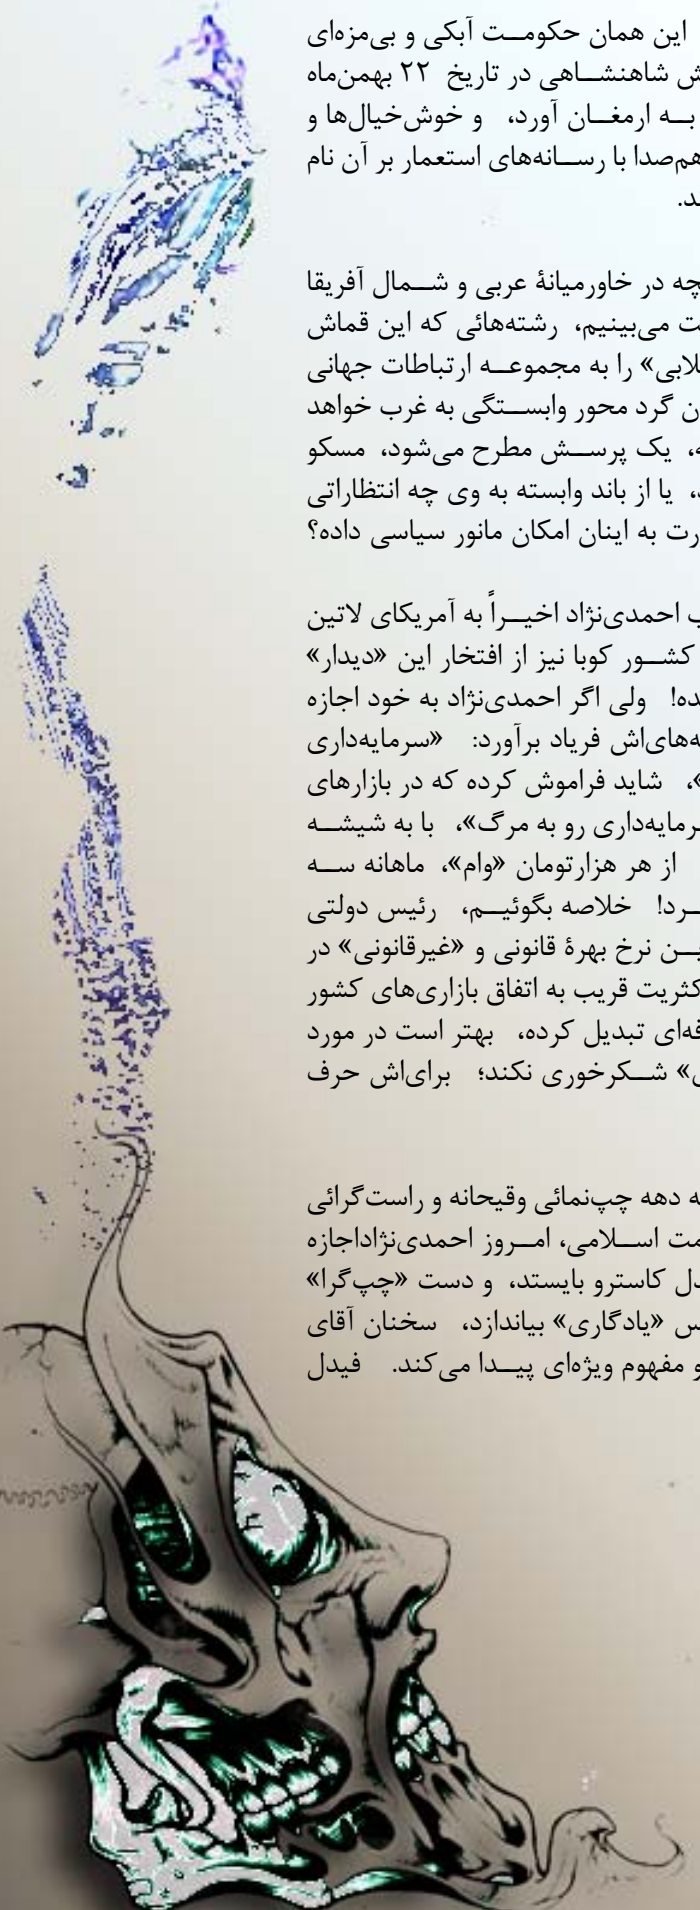 این همان حکومت آبکی و بی‌مزه‌ای
ش شاهنشاهی در تاریخ ۲۲ بهمن‌ماه
به ارمغان آورد، و خوش‌خیال‌ها و
هم‌صدا با رسانه‌های استعمار بر آن نام
ند.
چه در خاورمیانهٔ عربی و شمال آفریقا
ت می‌بینیم، رشته‌هائی که این قماش
لابی» را به مجموعه ارتباطات جهانی
ن گرد محور وابستگی به غرب خواهد
ه، یک پرسش مطرح می‌شود، مسکو
، یا از باند وابسته به وی چه انتظاراتی
رت به اینان امکان مانور سیاسی داده؟
ب احمدی‌نژاد اخیراً به آمریکای لاتین
کشور کوبا نیز از افتخار این «دیدار»
ده! ولی اگر احمدی‌نژاد به خود اجازه
ه‌های‌اش فریاد برآورد: «سرمایه‌داری
»، شاید فراموش کرده که در بازارهای
رمایه‌داری رو به مرگ»، با به شیشه
از هر هزارتومان «وام»، ماهانه سه
رد! خلاصه بگوئیم، رئیس دولتی
ین نرخ بهرهٔ قانونی و «غیرقانونی» در
کثریت قریب به اتفاق بازاری‌های کشور
فه‌ای تبدیل کرده، بهتر است در مورد
ی» شکرخوری نکند؛ برای‌اش حرف
ه دهه چپ‌نمائی وقیحانه و راست‌گرائی
مت اسلامی، امروز احمدی‌نژاداجازه
دل کاسترو بایستد، و دست «چپ‌گرا»
س «یادگاری» بیاندازد، سخنان آقای
و مفهوم ویژه‌ای پیدا می‌کند. فیدل